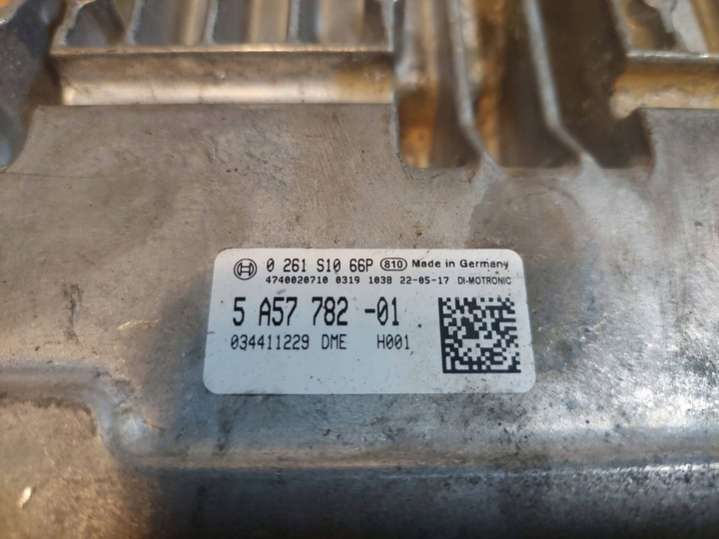 0 261 S10 66P 810 Made in Germany
4740020710 0319 1038 22-05-17 DI-MOTRONIC
5 A57 782 -01
034411229 DME H001